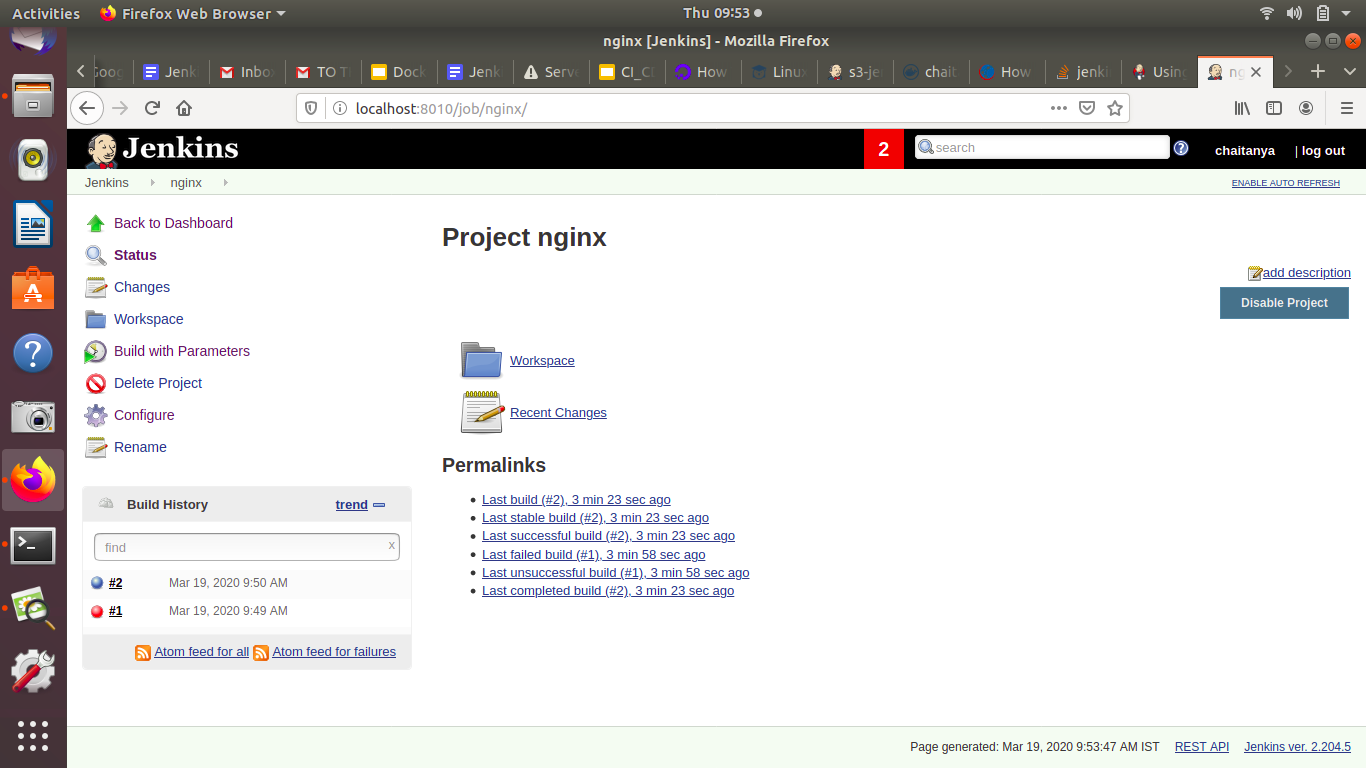 Activities Firefox Web Browser Thu 09:53
nginx [Jenkins] - Mozilla Firefox
Goog Jenk Inbo TO T Dock Jenk Serve CI_C How Linux s3-je chait How jenki Using ng
localhost:8010/job/nginx/
Jenkins 2 search chaitanya | log out
Jenkins nginx ENABLE AUTO REFRESH
Back to Dashboard
Status
Changes
Workspace
Build with Parameters
Delete Project
Configure
Rename
Build History trend
find x
#2 Mar 19, 2020 9:50 AM
#1 Mar 19, 2020 9:49 AM
Atom feed for all Atom feed for failures
Project nginx
add description
Disable Project
Workspace
Recent Changes
Permalinks
Last build (#2), 3 min 23 sec ago
Last stable build (#2), 3 min 23 sec ago
Last successful build (#2), 3 min 23 sec ago
Last failed build (#1), 3 min 58 sec ago
Last unsuccessful build (#1), 3 min 58 sec ago
Last completed build (#2), 3 min 23 sec ago
Page generated: Mar 19, 2020 9:53:47 AM IST REST API Jenkins ver. 2.204.5